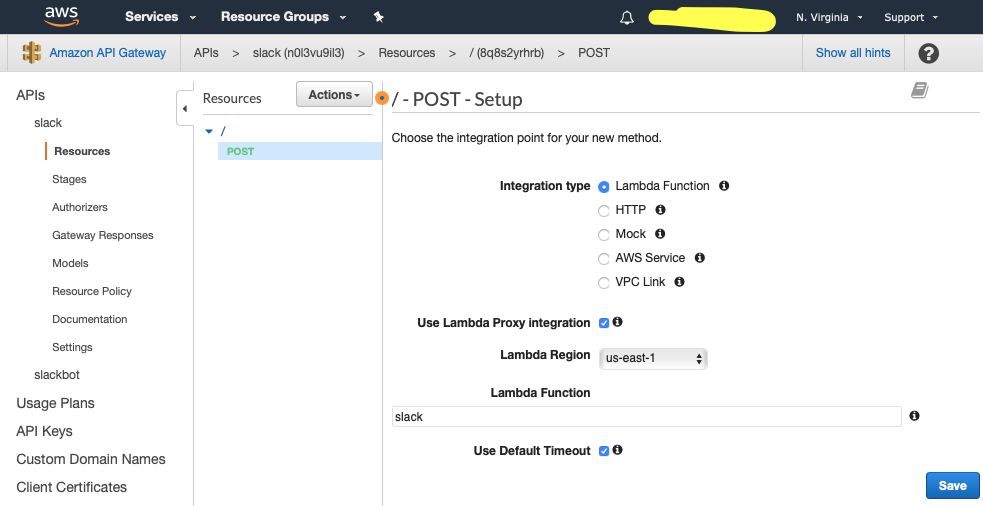 aws
Services
Resource Groups
N. Virginia
Support
Amazon API Gateway
APIs > slack (n0l3vu9il3) > Resources > / (8q8s2yrhrb) > POST
Show all hints
?
APIs
slack
Resources
Stages
Authorizers
Gateway Responses
Models
Resource Policy
Documentation
Settings
slackbot
Usage Plans
API Keys
Custom Domain Names
Client Certificates
Resources
Actions
/
POST
/ - POST - Setup
Choose the integration point for your new method.
Integration type Lambda Function
HTTP
Mock
AWS Service
VPC Link
Use Lambda Proxy integration
Lambda Region us-east-1
Lambda Function
slack
Use Default Timeout
Save